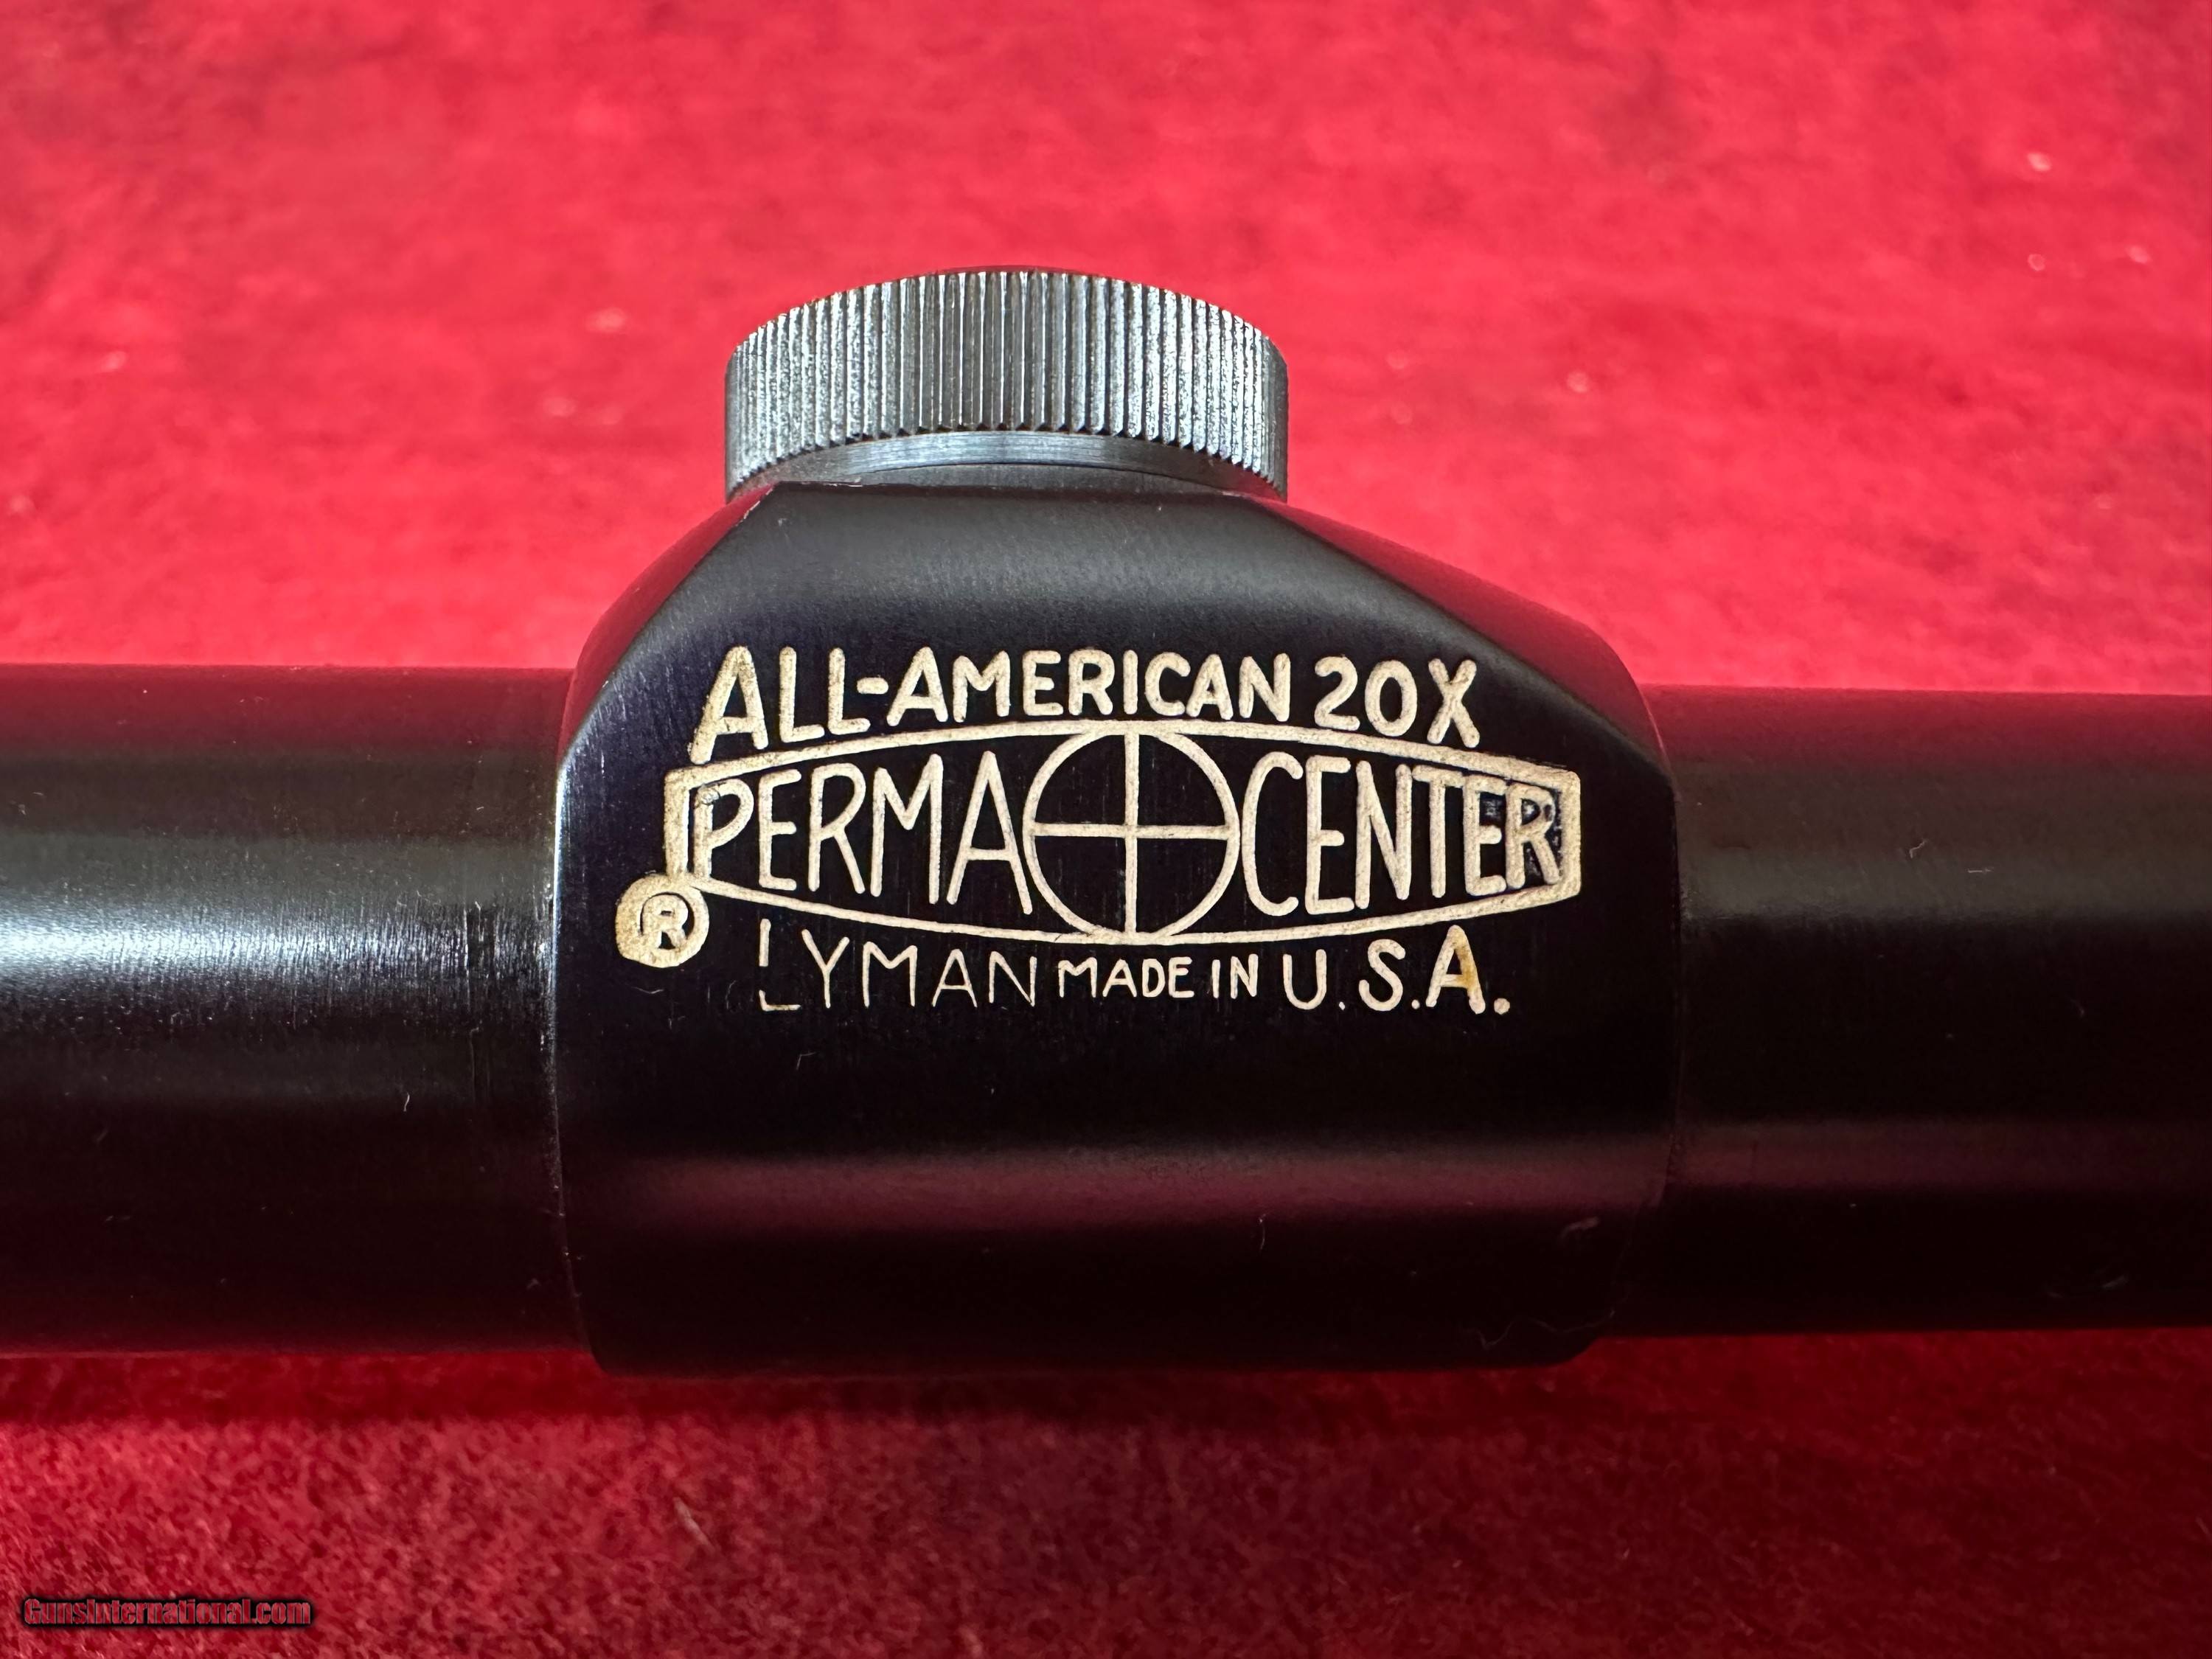 ALL-AMERICAN 20X
PERMA CENTER
®
LYMAN MADE IN U.S.A.
GunsInternational.com